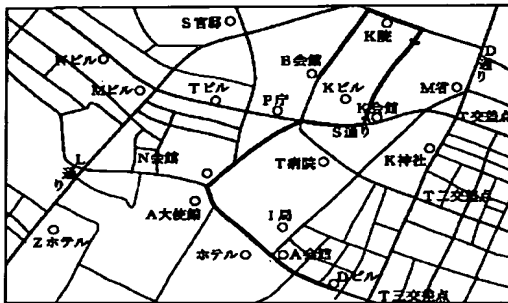 S官邸
K院
D通り
Nビル
B会館
Mビル
Tビル
Kビル
M省
P庁
K会館
S通り
T交差点
N会館
T病院
K神社
L通り
T二交差点
A大使館
I局
Zホテル
ホテル
A会館
Dビル
T三交差点